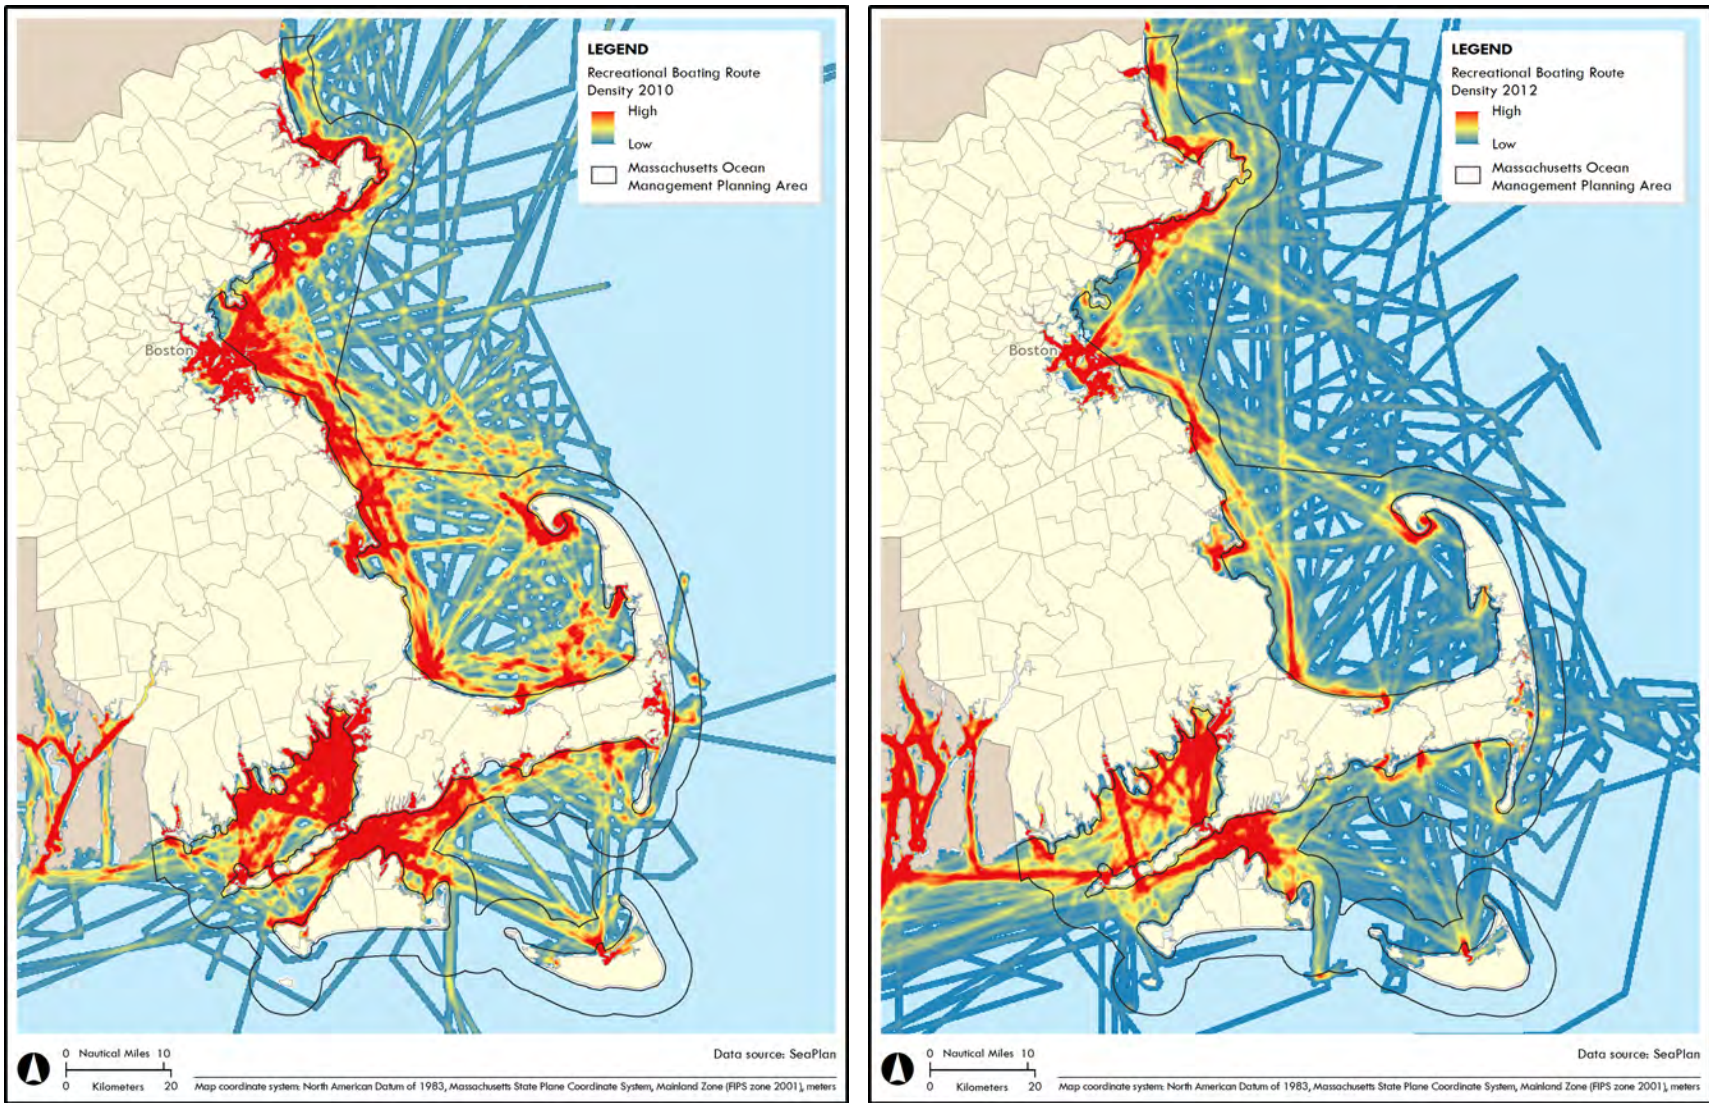 LEGEND
Recreational Boating Route
Density 2010
High
Low
Massachusetts Ocean
Management Planning Area
Boston
0 Nautical Miles 10
0 Kilometers 20
Data source: SeaPlan
Map coordinate system: North American Datum of 1983, Massachusetts State Plane Coordinate System, Mainland Zone (FIPS zone 2001), meters
LEGEND
Recreational Boating Route
Density 2012
High
Low
Massachusetts Ocean
Management Planning Area
Boston
0 Nautical Miles 10
0 Kilometers 20
Data source: SeaPlan
Map coordinate system: North American Datum of 1983, Massachusetts State Plane Coordinate System, Mainland Zone (FIPS zone 2001), meters